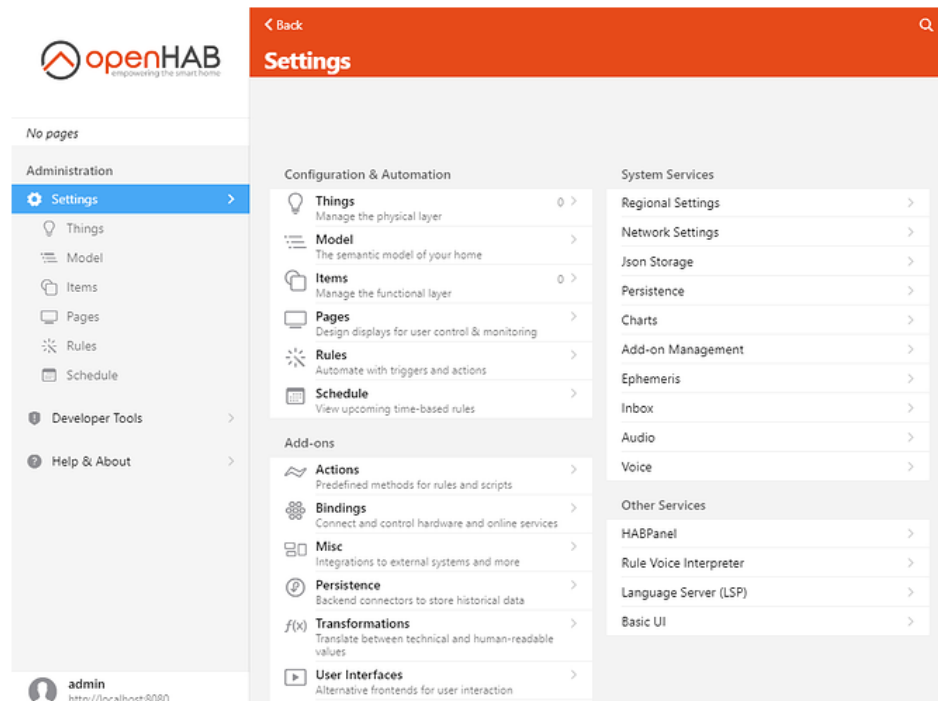 openHAB
empowering the smart home
No pages
Administration
Settings
Things
Model
Items
Pages
Rules
Schedule
Developer Tools
Help & About
admin
http://localhost:8080
Back
Settings
Configuration & Automation
Things
0
Manage the physical layer
Model
The semantic model of your home
Items
0
Manage the functional layer
Pages
Design displays for user control & monitoring
Rules
Automate with triggers and actions
Schedule
View upcoming time-based rules
Add-ons
Actions
Predefined methods for rules and scripts
Bindings
Connect and control hardware and online services
Misc
Integrations to external systems and more
Persistence
Backend connectors to store historical data
f(x) Transformations
Translate between technical and human-readable
values
User Interfaces
Alternative frontends for user interaction
System Services
Regional Settings
Network Settings
Json Storage
Persistence
Charts
Add-on Management
Ephemeris
Inbox
Audio
Voice
Other Services
HABPanel
Rule Voice Interpreter
Language Server (LSP)
Basic UI